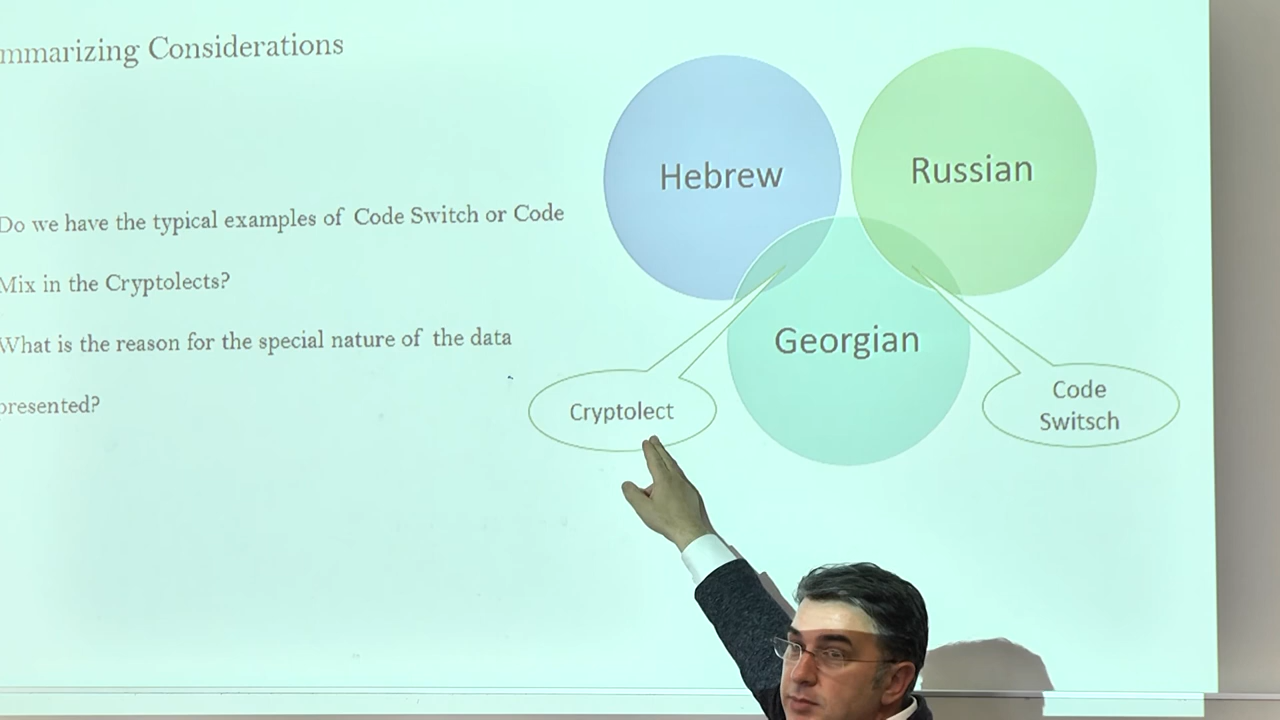 mmarizing Considerations
Do we have the typical examples of Code Switch or Code
Mix in the Cryptolects?
What is the reason for the special nature of the data
presented?
Hebrew
Russian
Georgian
Cryptolect
Code
Switsch